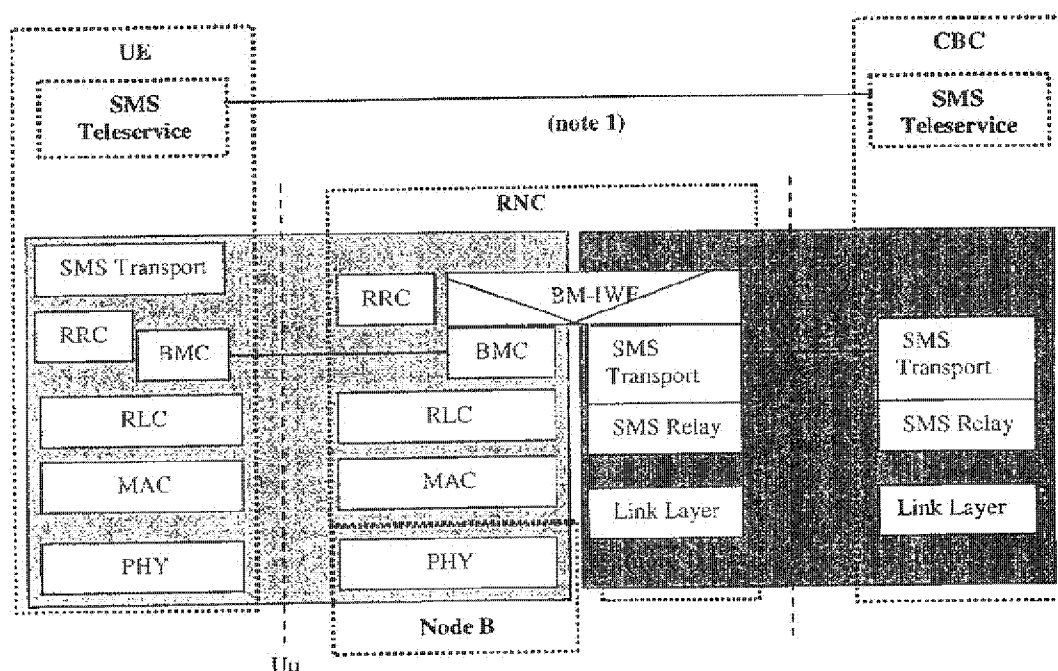 UE
CBC
SMS
Teleservice
(note 1)
SMS
Teleservice
RNC
SMS Transport
RRC
BM-IWF
RRC
BMC
BMC
SMS
Transport
SMS
Transport
RLC
RLC
SMS Relay
SMS Relay
MAC
MAC
Link Layer
Link Layer
PHY
PHY
Node B
Uu